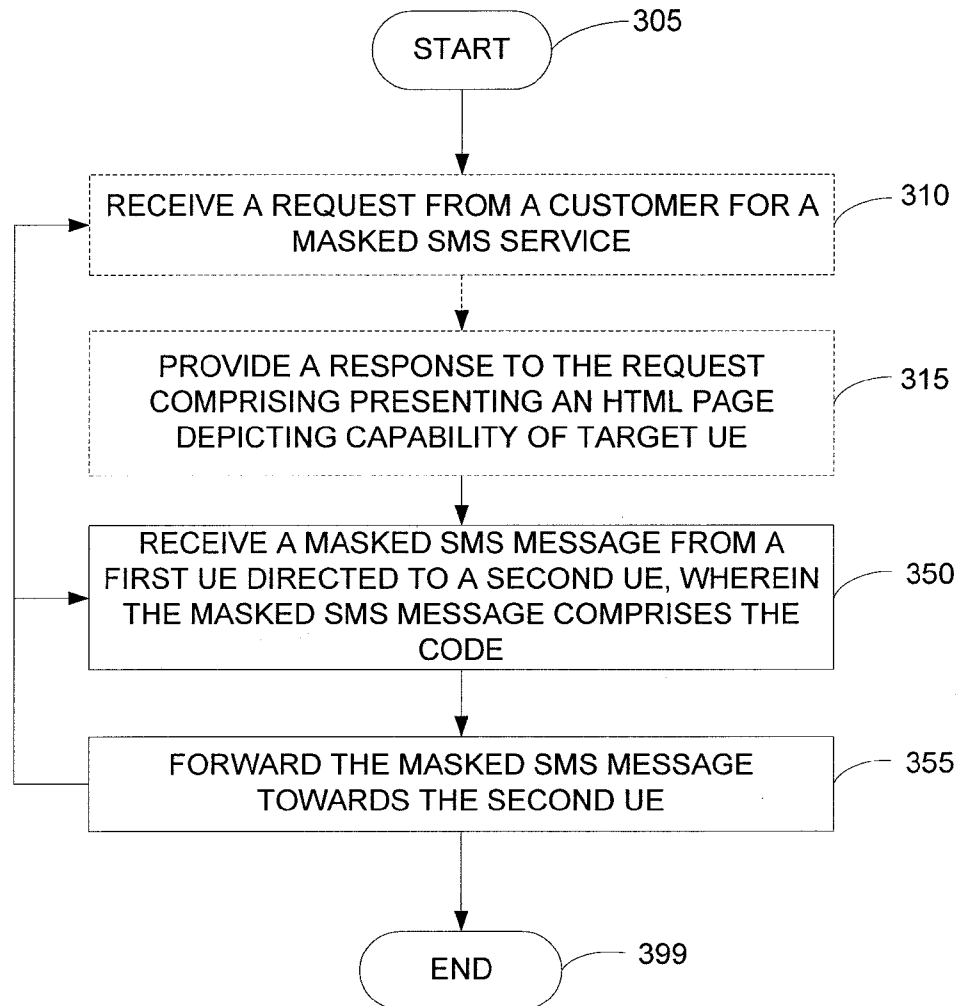 START
305
RECEIVE A REQUEST FROM A CUSTOMER FOR A
MASKED SMS SERVICE
310
PROVIDE A RESPONSE TO THE REQUEST
COMPRISING PRESENTING AN HTML PAGE
DEPICTING CAPABILITY OF TARGET UE
315
RECEIVE A MASKED SMS MESSAGE FROM A
FIRST UE DIRECTED TO A SECOND UE, WHEREIN
THE MASKED SMS MESSAGE COMPRISES THE
CODE
350
FORWARD THE MASKED SMS MESSAGE
TOWARDS THE SECOND UE
355
END
399